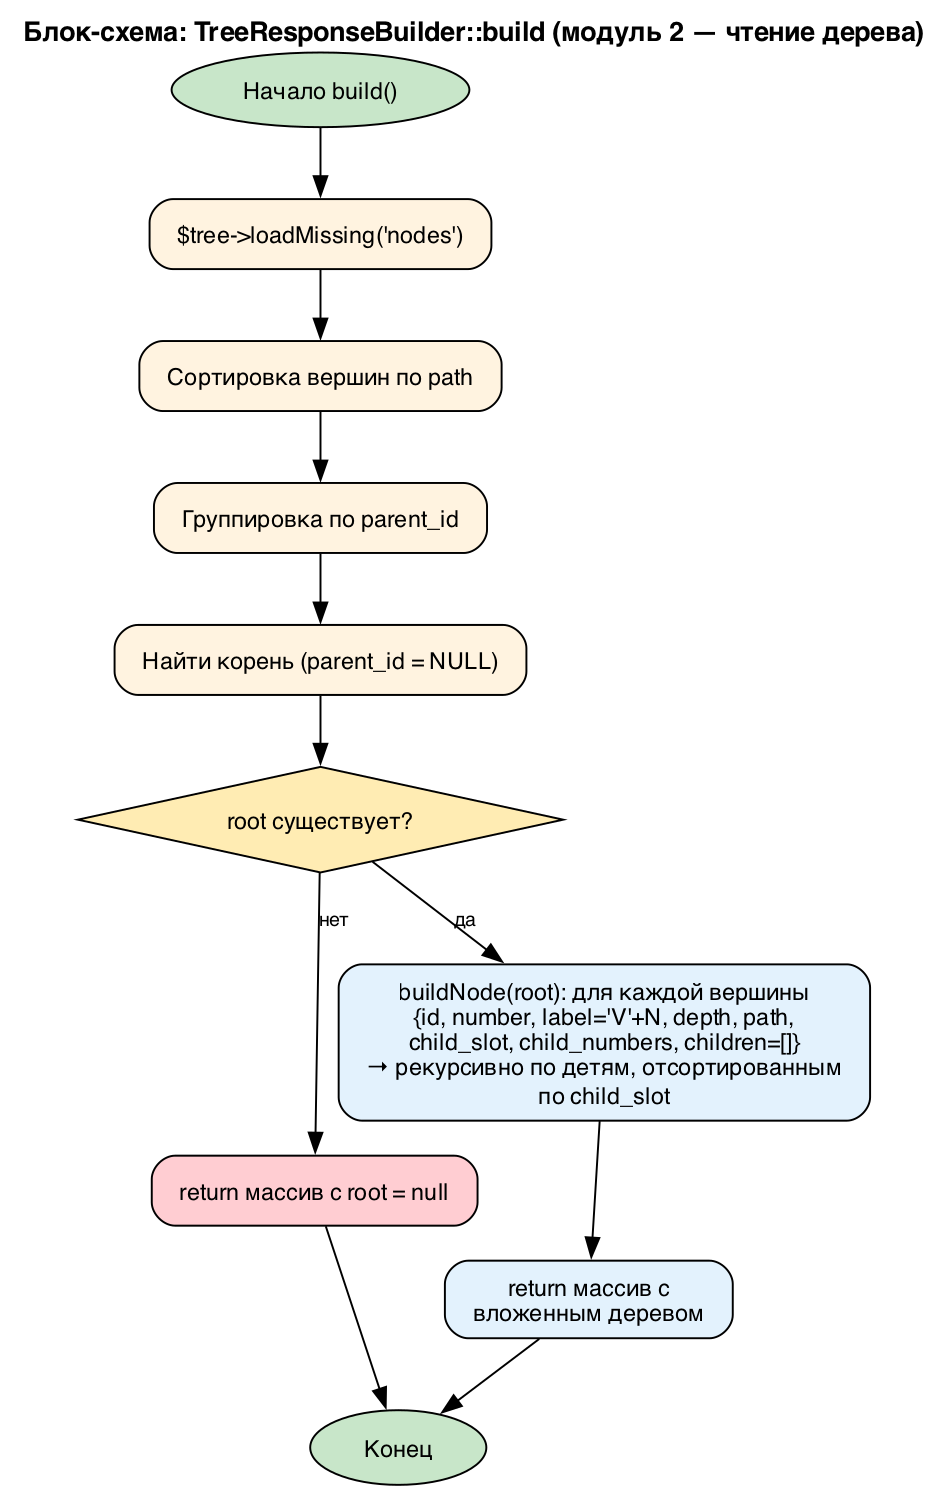 Блок-схема: TreeResponseBuilder::build (модуль 2 — чтение дерева)
Начало build()
$tree->loadMissing('nodes')
Сортировка вершин по path
Группировка по parent_id
Найти корень (parent_id = NULL)
root существует?
нет
да
buildNode(root): для каждой вершины
{id, number, label='V'+N, depth, path,
child_slot, child_numbers, children=[]}
→ рекурсивно по детям, отсортированным
по child_slot
return массив с root = null
return массив с
вложенным деревом
Конец